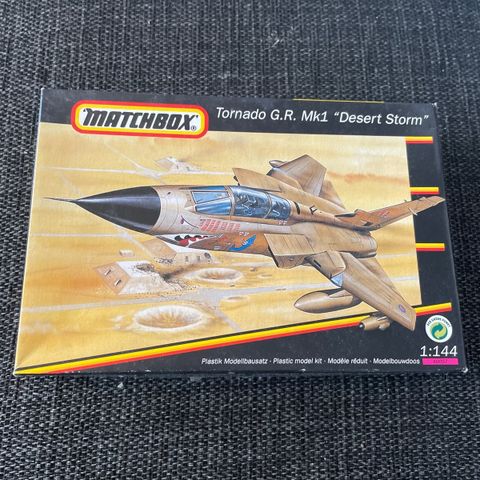 MATCHBOX®
Tornado G.R. Mk1 "Desert Storm"
Plastik Modellbausatz · Plastic model kit · Modèle réduit · Modelbouwdoos
1:144